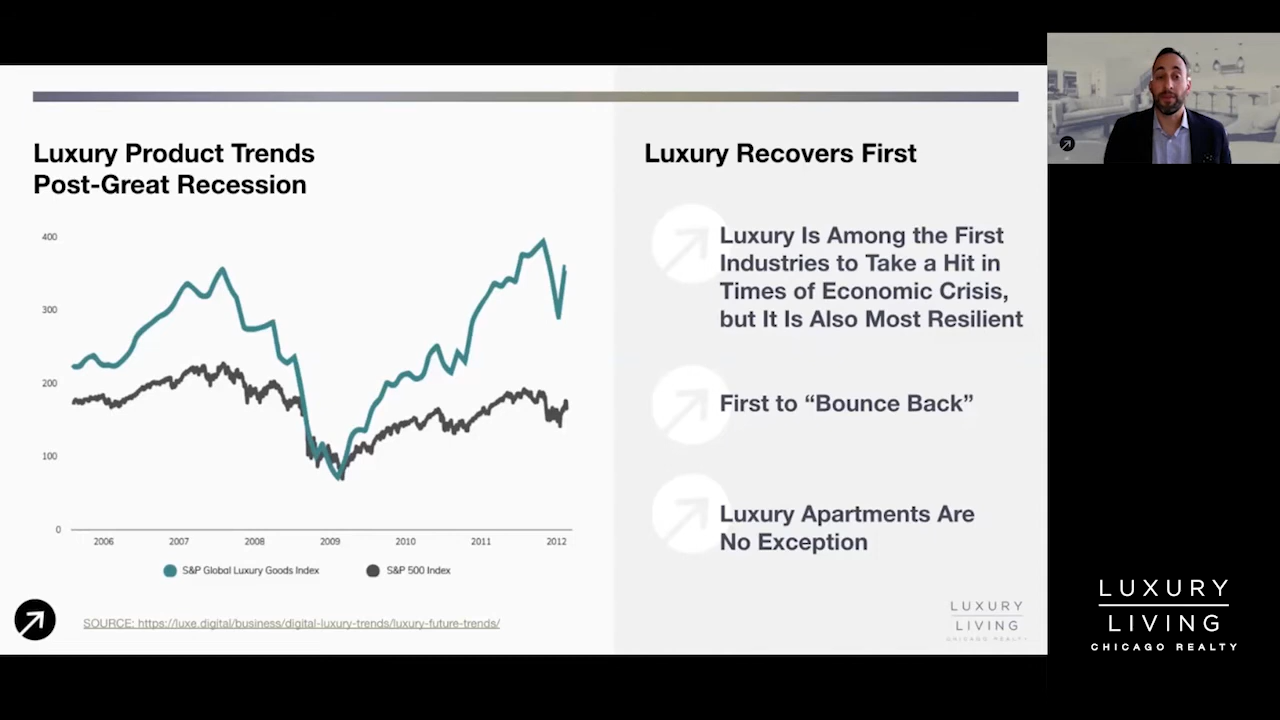 Luxury Product Trends
Post-Great Recession
400
300
200
100
0
2006 2007 2008 2009 2010 2011 2012
S&P Global Luxury Goods Index S&P 500 Index
SOURCE: https://luxe.digital/business/digital-luxury-trends/luxury-future-trends/
Luxury Recovers First
Luxury Is Among the First
Industries to Take a Hit in
Times of Economic Crisis,
but It Is Also Most Resilient
First to “Bounce Back”
Luxury Apartments Are
No Exception
LUXURY
LIVING
CHICAGO REALTY
LUXURY
LIVING
CHICAGO REALTY